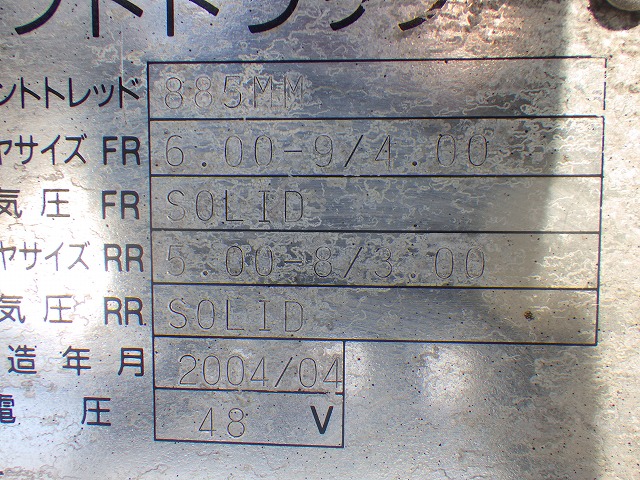 ントトレッド 885MM
ヤサイズ FR 6.00-9/4.00
気圧 FR SOLID
ヤサイズ RR 5.00-8/3.00
気圧 RR SOLID
造年月 2004/04
電圧 48 V